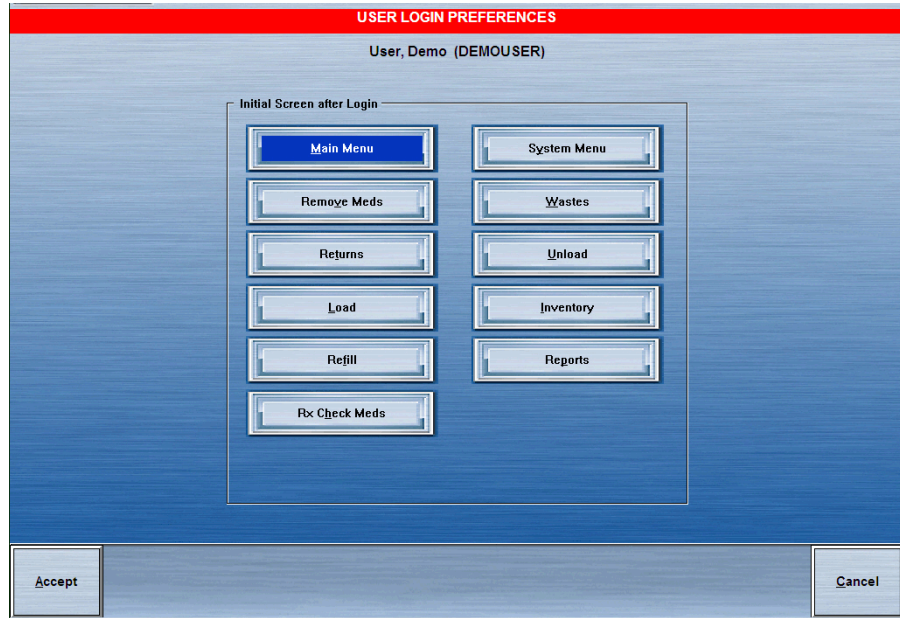 USER LOGIN PREFERENCES
User, Demo (DEMOUSER)
Initial Screen after Login
Main Menu
System Menu
Remove Meds
Wastes
Returns
Unload
Load
Inventory
Refill
Reports
Rx Check Meds
Accept
Cancel